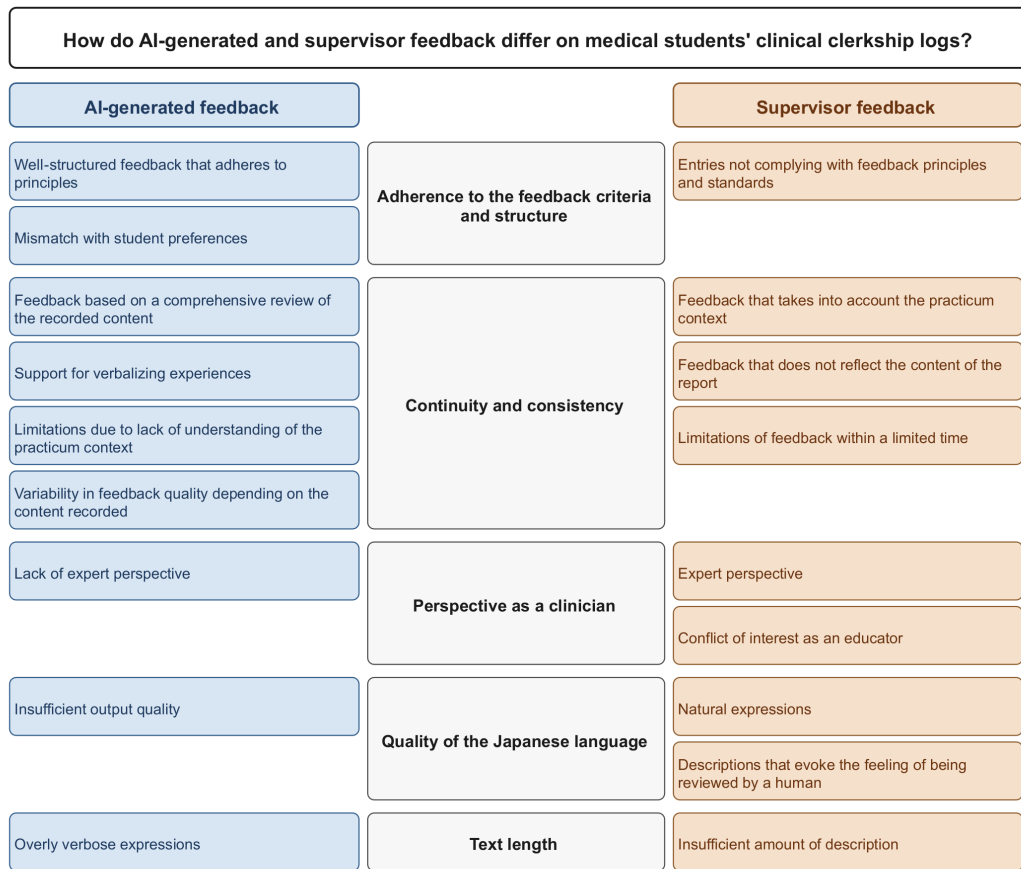 How do AI-generated and supervisor feedback differ on medical students' clinical clerkship logs?
AI-generated feedback
Supervisor feedback
Well-structured feedback that adheres to
principles
Mismatch with student preferences
Adherence to the feedback criteria
and structure
Entries not complying with feedback principles
and standards
Feedback based on a comprehensive review of
the recorded content
Support for verbalizing experiences
Limitations due to lack of understanding of the
practicum context
Variability in feedback quality depending on the
content recorded
Continuity and consistency
Feedback that takes into account the practicum
context
Feedback that does not reflect the content of the
report
Limitations of feedback within a limited time
Lack of expert perspective
Perspective as a clinician
Expert perspective
Conflict of interest as an educator
Insufficient output quality
Quality of the Japanese language
Natural expressions
Descriptions that evoke the feeling of being
reviewed by a human
Overly verbose expressions
Text length
Insufficient amount of description